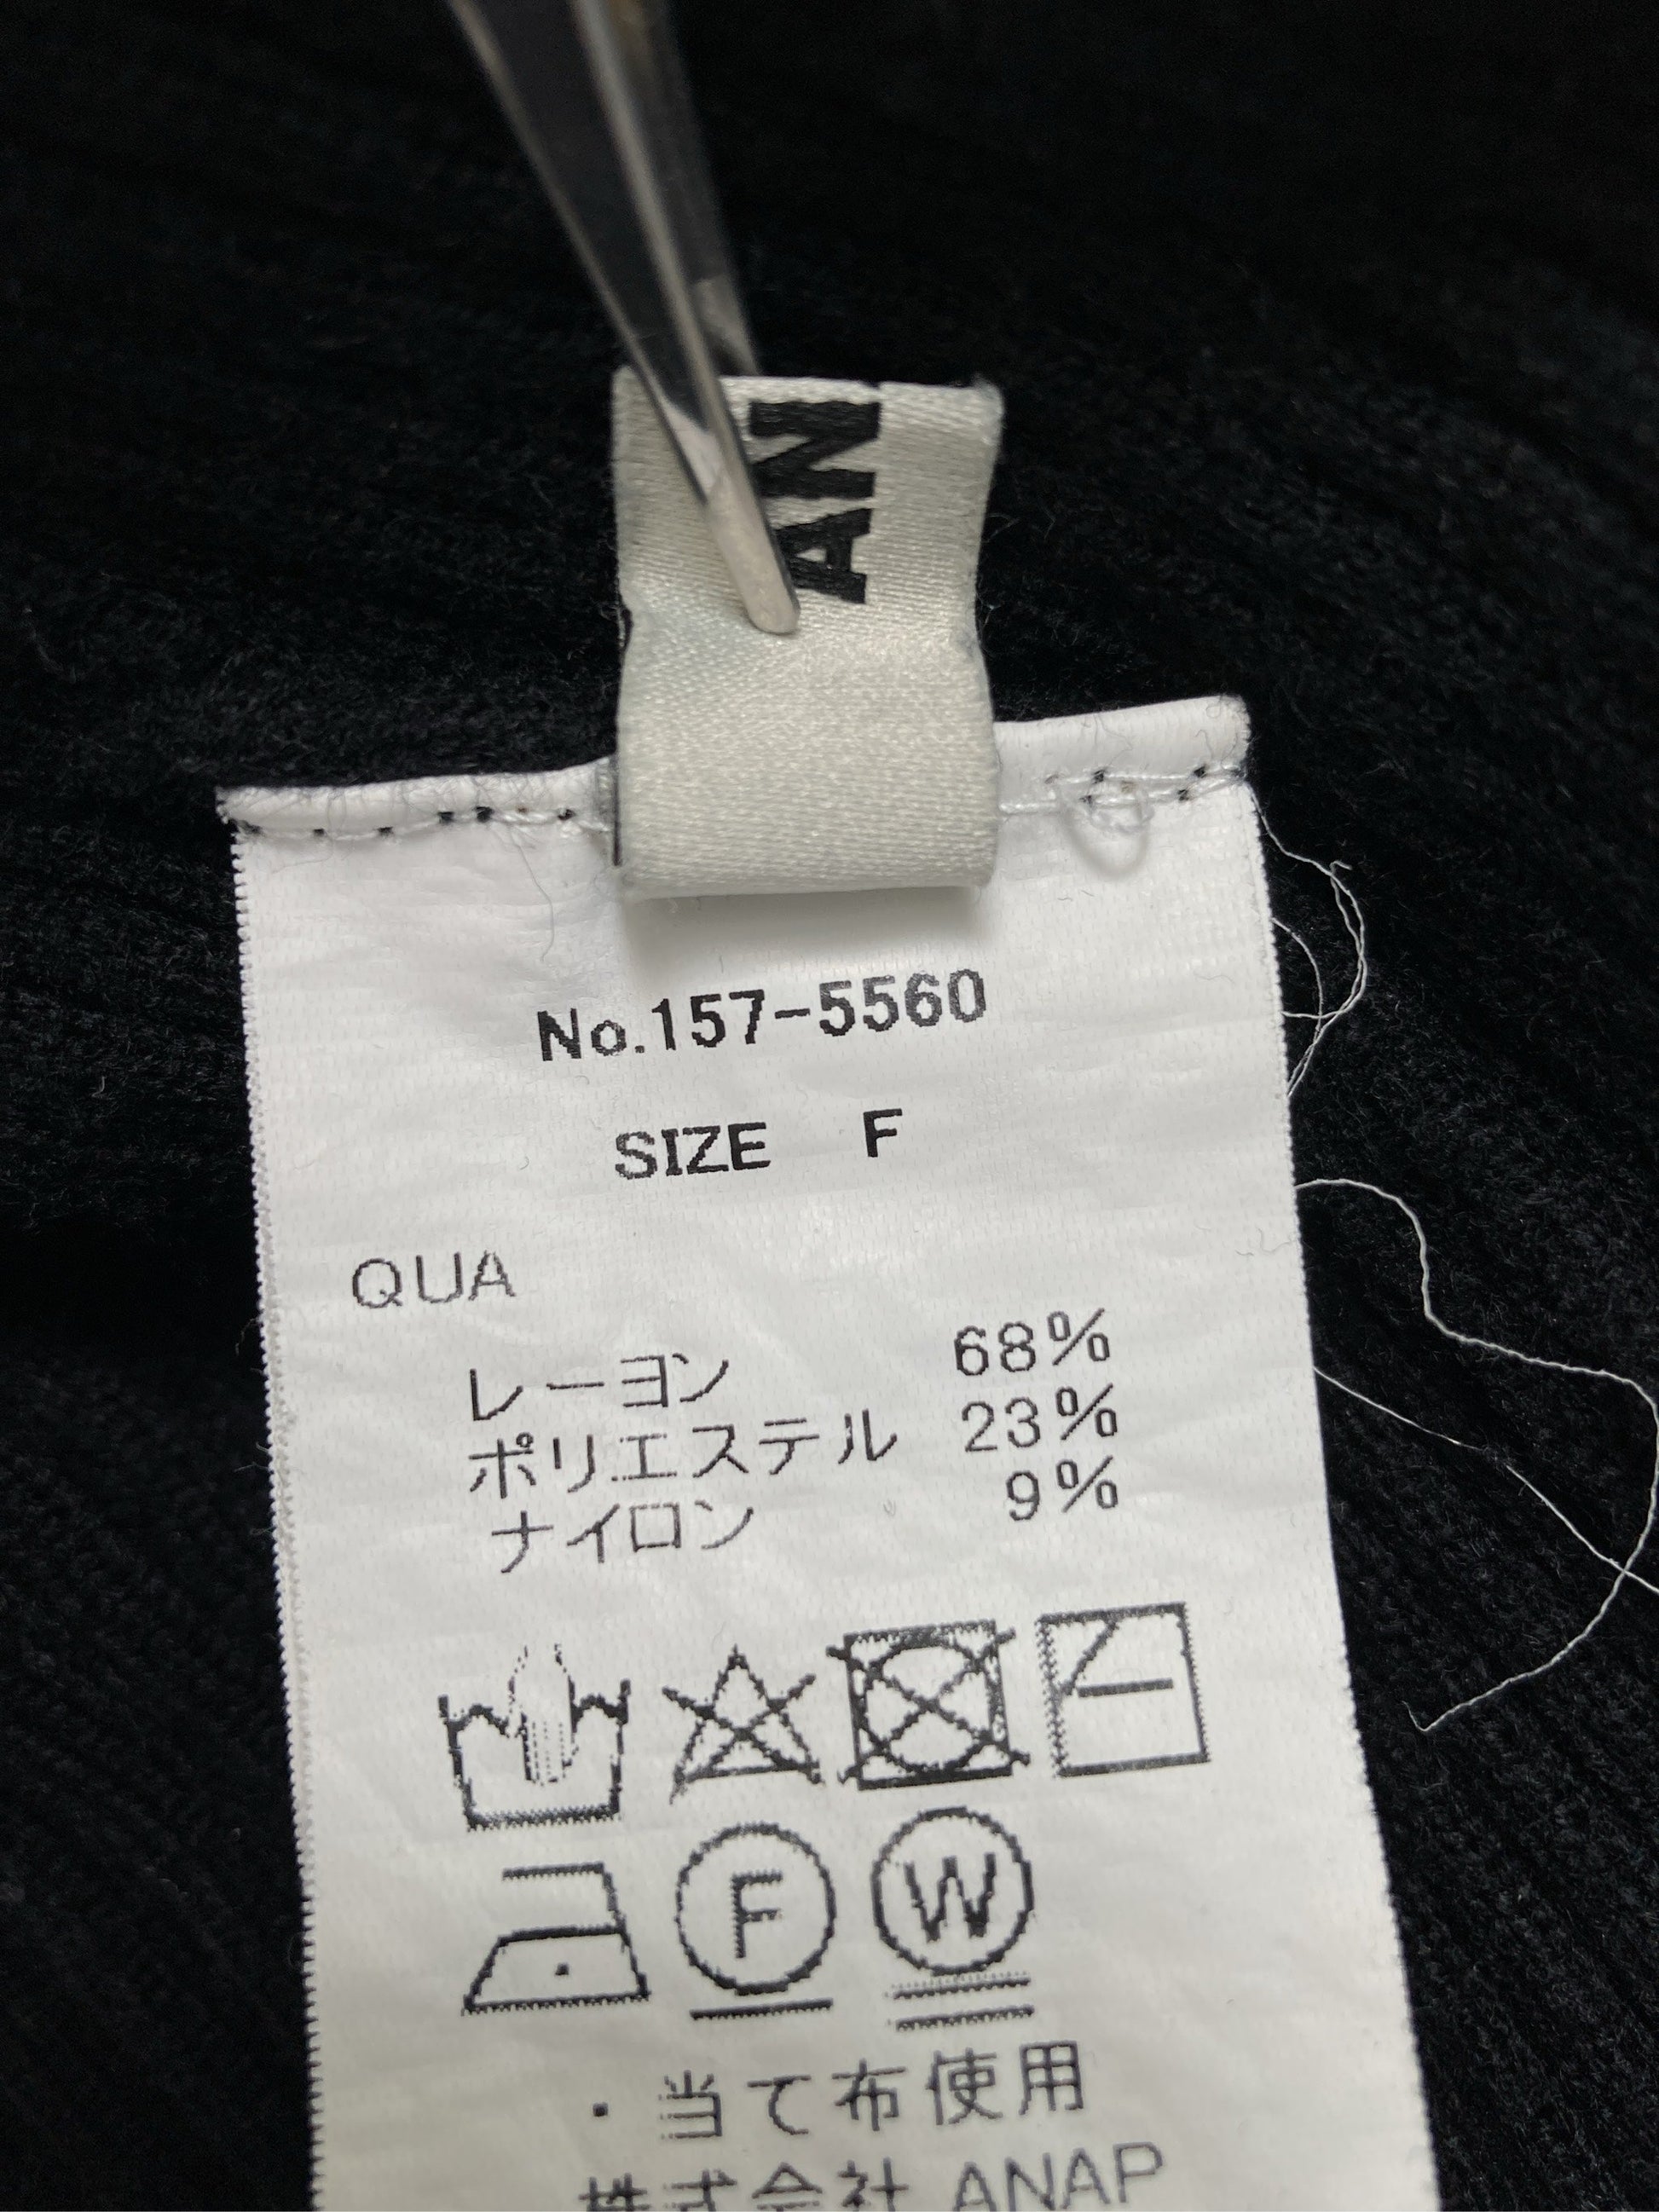 AN
No.157-5560
SIZE F
QUA
レーヨン 68%
ポリエステル 23%
ナイロン 9%
F W
・当て布使用
株式会社 ANAP